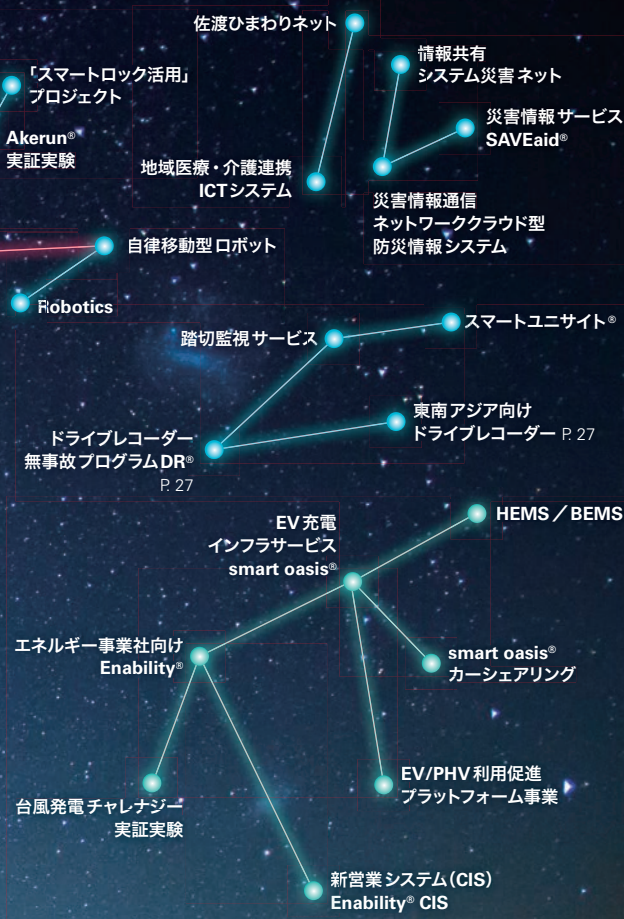 佐渡ひまわりネット
情報共有
システム災害ネット
「スマートロック活用」
プロジェクト
災害情報サービス
SAVEaid®
Akerun®
実証実験
地域医療・介護連携
ICTシステム
災害情報通信
ネットワーククラウド型
防災情報システム
自律移動型ロボット
Robotics
踏切監視サービス
スマートユニサイト®
東南アジア向け
ドライブレコーダー P. 27
ドライブレコーダー
無事故プログラムDR®
P. 27
HEMS／BEMS
EV充電
インフラサービス
smart oasis®
エネルギー事業社向け
Enability®
smart oasis®
カーシェアリング
EV/PHV利用促進
プラットフォーム事業
台風発電チャレナジー
実証実験
新営業システム（CIS）
Enability® CIS